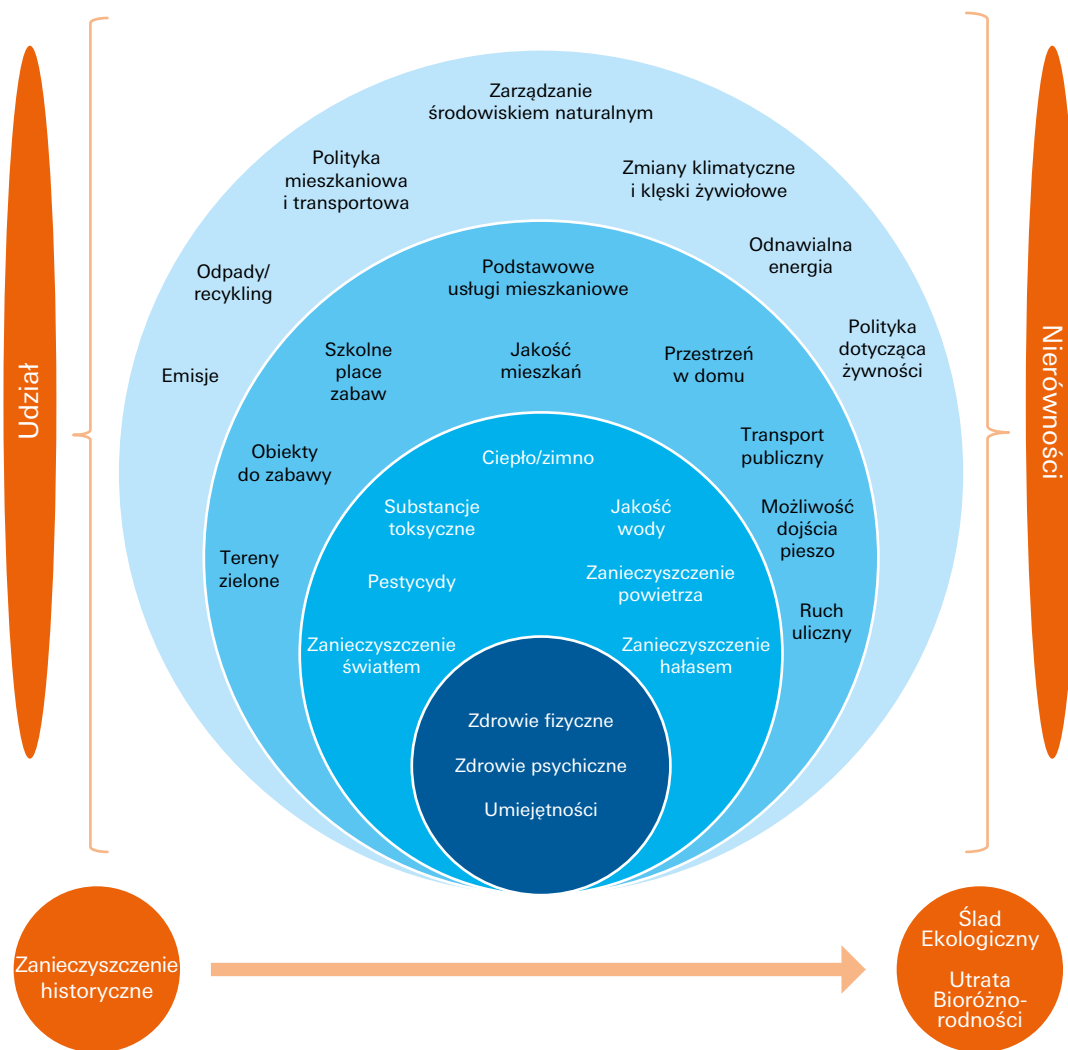 Zarządzanie
środowiskiem naturalnym
Polityka
mieszkaniowa
i transportowa
Zmiany klimatyczne
i klęski żywiołowe
Odpady/
recykling
Odnawialna
energia
Emisje
Polityka
dotycząca
żywności
Podstawowe
usługi mieszkaniowe
Szkolne
place
zabaw
Jakość
mieszkań
Przestrzeń
w domu
Obiekty
do zabawy
Transport
publiczny
Tereny
zielone
Możliwość
dojścia
pieszo
Ruch
uliczny
Ciepło/zimno
Substancje
toksyczne
Jakość
wody
Pestycydy
Zanieczyszczenie
powietrza
Zanieczyszczenie
światłem
Zanieczyszczenie
hałasem
Zdrowie fizyczne
Zdrowie psychiczne
Umiejętności
Udział
Nierówności
Zanieczyszczenie
historyczne
Ślad
Ekologiczny
Utrata
Bioróżno-
rodności